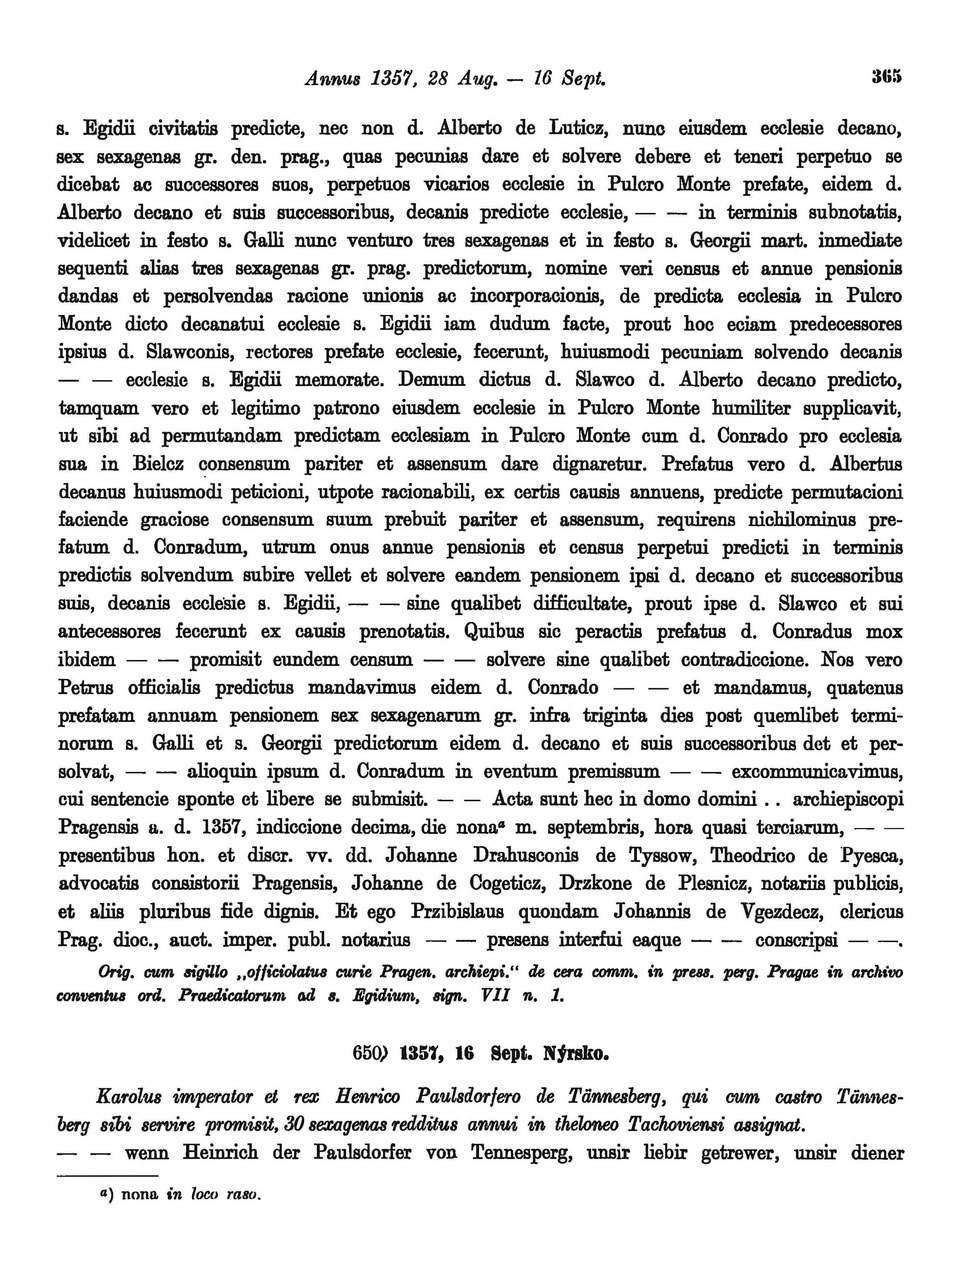 Annus 1357, 28 Aug. — 16 Sept. 365
s. Egidii civitatis predicte, nec non d. Alberto de Luticz, nunc eiusdem ecclesie decano,
sex sexagenas gr. den. prag., quas pecunias dare et solvere debere et teneri perpetuo se
dicebat ac successores suos, perpetuos vicarios ecclesie in Pulcro Monte prefate, eidem d.
Alberto decano et suis successoribus, decanis predicte ecclesie, — — in terminis subnotatis,
videlicet in festo s. Galli nunc venturo tres sexagenas et in festo s. Georgii mart. inmediate
sequenti alias tres sexagenas gr. prag. predictorum, nomine veri census et annue pensionis
dandas et persolvendas racione unionis ac incorporacionis, de predicta ecclesia in Pulcro
Monte dicto decanatui ecclesie s. Egidii iam dudum facte, prout hoc eciam predecessores
ipsius d. Slawconis, rectores prefate ecclesie, fecerunt, huiusmodi pecuniam solvendo decanis
— — ecclesie s. Egidii memorate. Demum dictus d. Slawco d. Alberto decano predicto,
tamquam vero et legitimo patrono eiusdem ecclesie in Pulcro Monte humiliter supplicavit,
ut sibi ad permutandam predictam ecclesiam in Pulcro Monte cum d. Conrado pro ecclesia
sua in Bielcz consensum pariter et assensum dare dignaretur. Prefatus vero d. Albertus
decanus huiusmodi peticioni, utpote racionabili, ex certis causis annuens, predicte permutacioni
faciende graciose consensum suum prebuit pariter et assensum, requirens nichilominus pre-
fatum d. Conradum, utrum onus annue pensionis et census perpetui predicti in terminis
predictis solvendum subire vellet et solvere eandem pensionem ipsi d. decano et successoribus
suis, decanis ecclesie s. Egidii, — — sine qualibet difficultate, prout ipse d. Slawco et sui
antecessores fecerunt ex causis prenotatis. Quibus sic peractis prefatus d. Conradus mox
ibidem — — promisit eundem censum — — solvere sine qualibet contradiccione. Nos vero
Petrus officialis predictus mandavimus eidem d. Conrado — — et mandamus, quatenus
prefatam annuam pensionem sex sexagenarum gr. infra triginta dies post quemlibet termi-
norum s. Galli et s. Georgii predictorum eidem d. decano et suis successoribus det et per-
solvat, — — alioquin ipsum d. Conradum in eventum premissum — — excommunicavimus,
cui sentencie sponte et libere se submisit. — — Acta sunt hec in domo domini . . archiepiscopi
Pragensis a. d. 1357, indiccione decima, die nonaᵃ m. septembris, hora quasi terciarum, — —
presentibus hon. et discr. vv. dd. Johanne Drahusconis de Tyssow, Theodrico de Pyesca,
advocatis consistorii Pragensis, Johanne de Cogeticz, Drzkone de Plesnicz, notariis publicis,
et aliis pluribus fide dignis. Et ego Przibislaus quondam Johannis de Vgezdecz, clericus
Prag. dioc., auct. imper. publ. notarius — — presens interfui eaque — — conscripsi — —.
Orig. cum sigillo „officiolatus curie Pragen. archiepi." de cera comm. in press. perg. Pragae in archivo
conventus ord. Praedicatorum ad s. Egidium, sign. VII n. 1.
650) 1357, 16 Sept. Nýrsko.
Karolus imperator et rex Henrico Paulsdorfero de Tännesberg, qui cum castro Tännes-
berg sibi servire promisit, 30 sexagenas redditus annui in theloneo Tachoviensi assignat.
— — wenn Heinrich der Paulsdorfer von Tennesperg, unsir liebir getrewer, unsir diener
ᵃ) nona in loco raso.